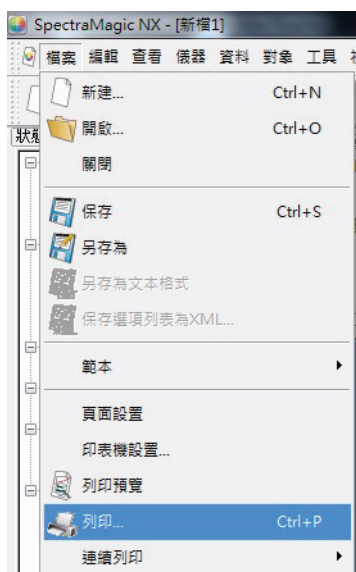 SpectraMagic NX - [新檔1]
檔案 編輯 查看 儀器 資料 對象 工具
新建... Ctrl+N
開啟... Ctrl+O
關閉
保存 Ctrl+S
另存為
另存為文本格式
保存選項列表為XML...
範本
頁面設置
印表機設置...
列印預覽
列印... Ctrl+P
連續列印